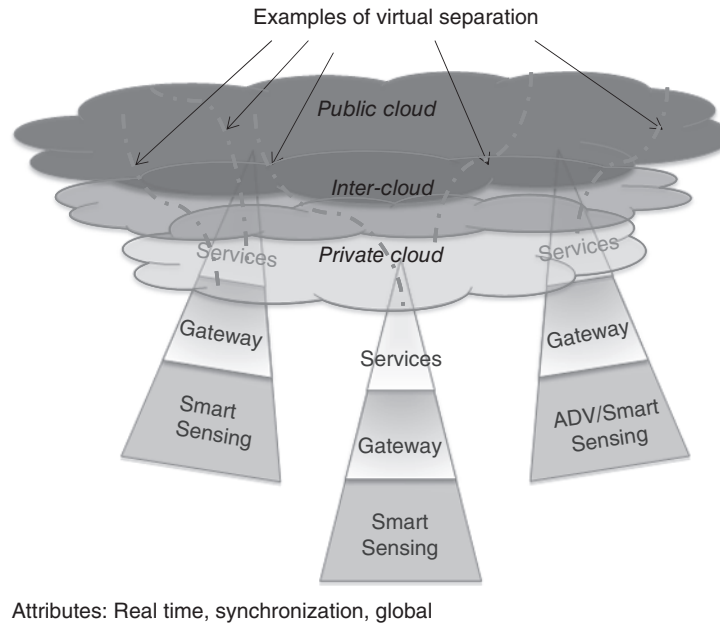 Examples of virtual separation
Public cloud
Inter-cloud
Private cloud
Services
Gateway
Smart
Sensing
Services
Gateway
Smart
Sensing
Services
Gateway
ADV/Smart
Sensing
Attributes: Real time, synchronization, global